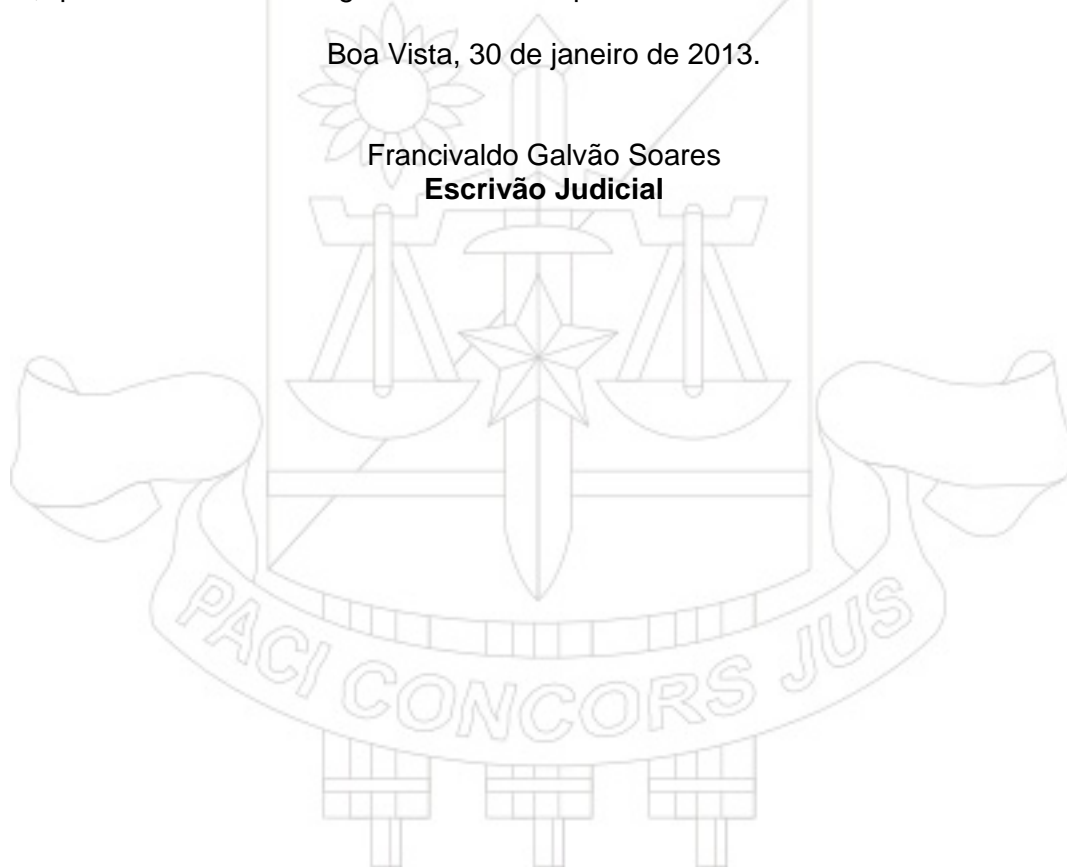 Boa Vista, 30 de janeiro de 2013.
Francivaldo Galvão Soares
Escrivão Judicial
PACI CONCORS JUS